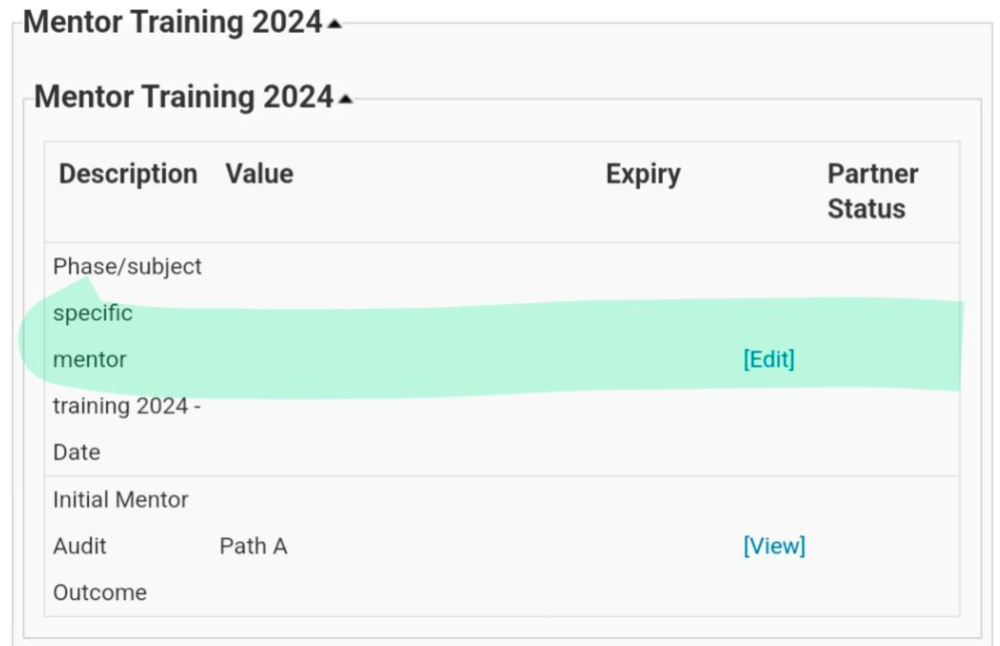 Mentor Training 2024
Mentor Training 2024
Description Value Expiry Partner
Status
Phase/subject
specific
mentor [Edit]
training 2024 -
Date
Initial Mentor
Audit Path A [View]
Outcome